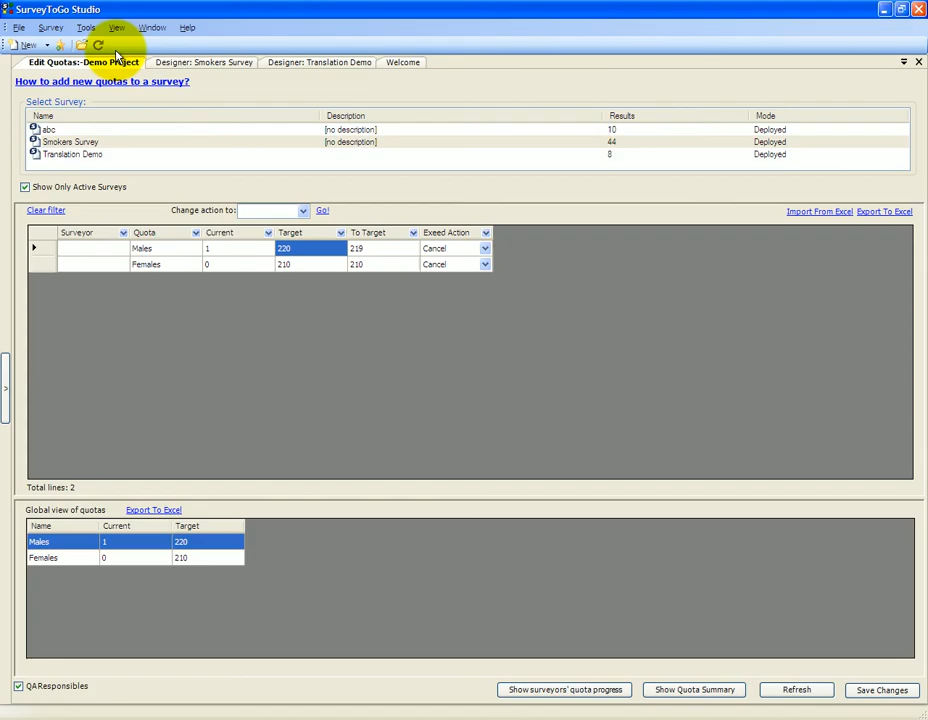 SurveyToGo Studio
File Survey Tools View Window Help
New
Edit Quotas:-Demo Project Designer: Smokers Survey Designer: Translation Demo Welcome
How to add new quotas to a survey?
Select Survey:
Name Description Results Mode
abc [no description] 10 Deployed
Smokers Survey [no description] 44 Deployed
Translation Demo 8 Deployed
Show Only Active Surveys
Clear filter Change action to: Go! Import From Excel Export To Excel
Surveyor Quota Current Target To Target Exeed Action
Males 1 220 219 Cancel
Females 0 210 210 Cancel
Total lines: 2
Global view of quotas Export To Excel
Name Current Target
Males 1 220
Females 0 210
QAResponsibles
Show surveyors' quota progress Show Quota Summary Refresh Save Changes